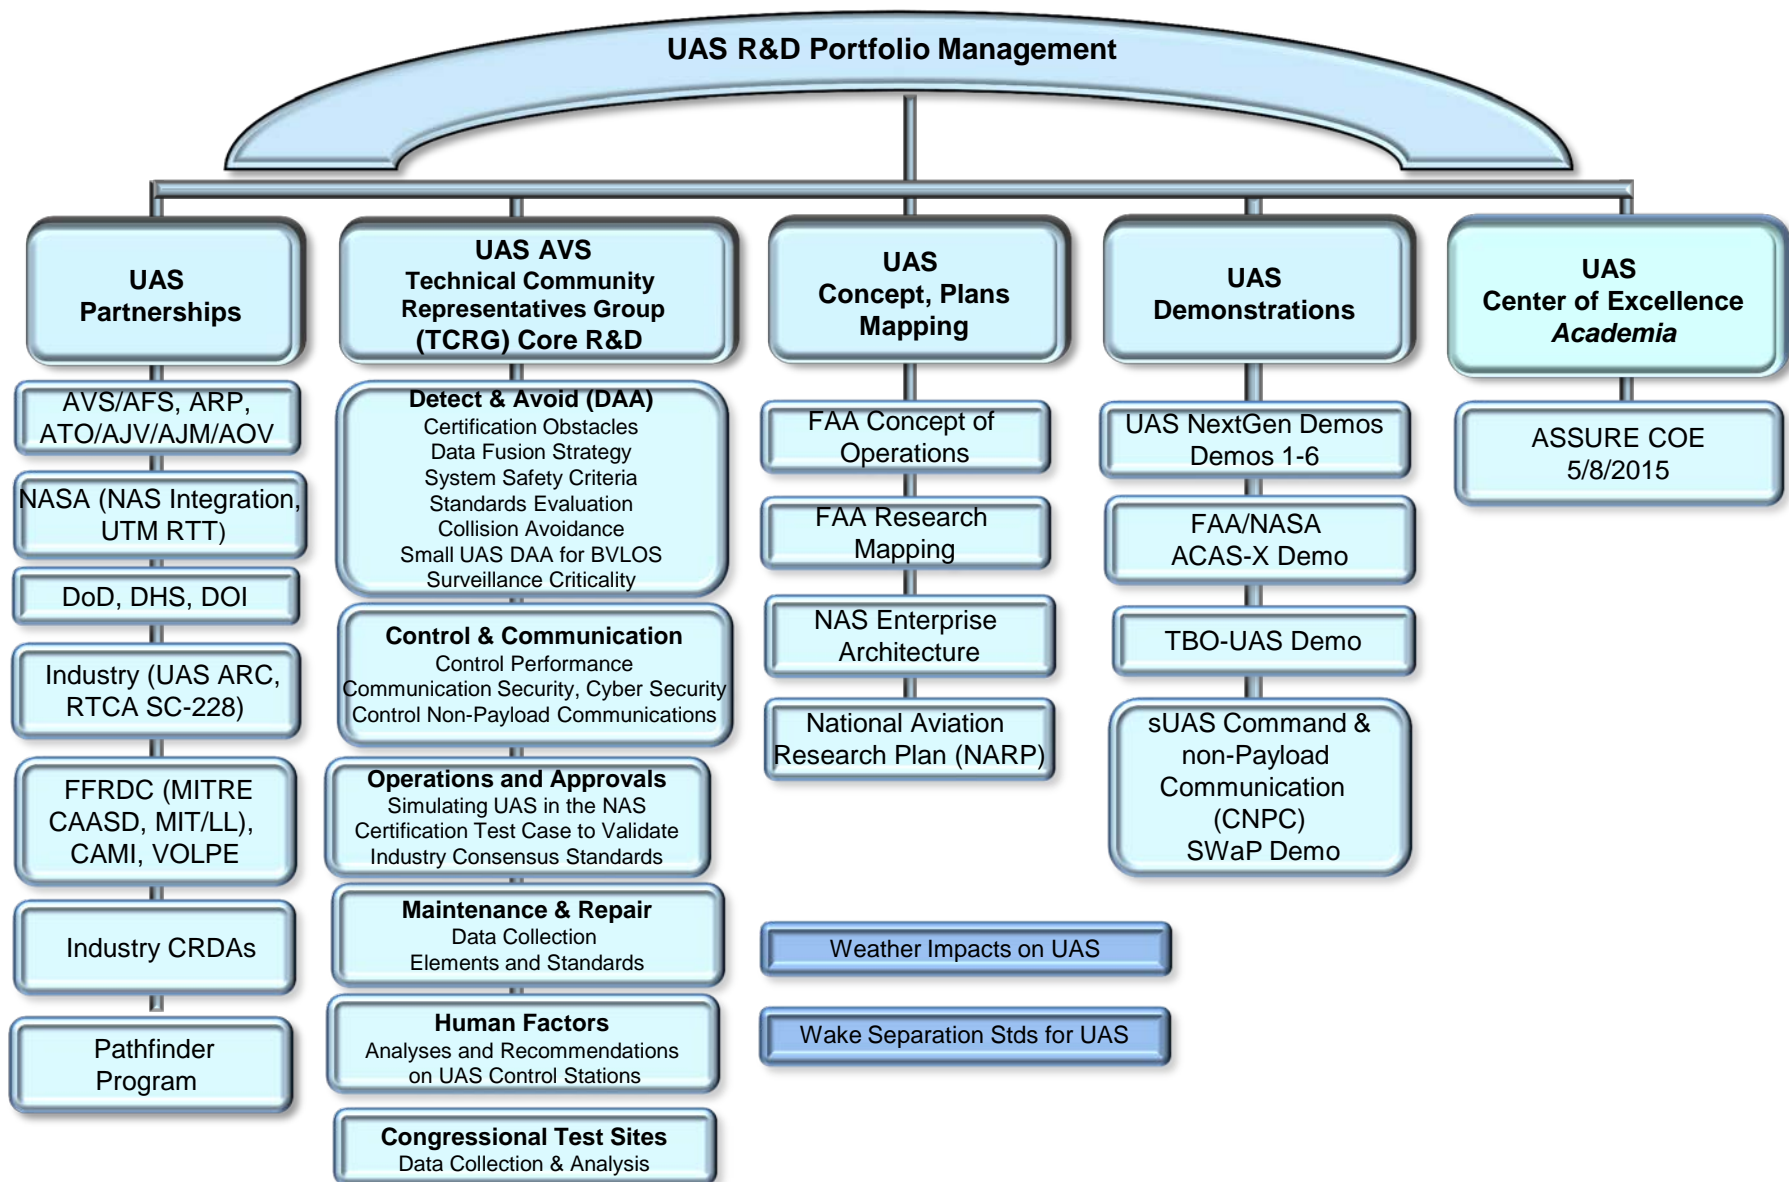 UAS R&D Portfolio Management
UAS
Partnerships
AVS/AFS, ARP,
ATO/AJV/AJM/AOV
NASA (NAS Integration,
UTM RTT)
DoD, DHS, DOI
Industry (UAS ARC,
RTCA SC-228)
FFRDC (MITRE
CAASD, MIT/LL),
CAMI, VOLPE
Industry CRDAs
Pathfinder
Program
UAS AVS
Technical Community
Representatives Group
(TCRG) Core R&D
Detect & Avoid (DAA)
Certification Obstacles
Data Fusion Strategy
System Safety Criteria
Standards Evaluation
Collision Avoidance
Small UAS DAA for BVLOS
Surveillance Criticality
Control & Communication
Control Performance
Communication Security, Cyber Security
Control Non-Payload Communications
Operations and Approvals
Simulating UAS in the NAS
Certification Test Case to Validate
Industry Consensus Standards
Maintenance & Repair
Data Collection
Elements and Standards
Human Factors
Analyses and Recommendations
on UAS Control Stations
Congressional Test Sites
Data Collection & Analysis
UAS
Concept, Plans
Mapping
FAA Concept of
Operations
FAA Research
Mapping
NAS Enterprise
Architecture
National Aviation
Research Plan (NARP)
UAS
Demonstrations
UAS NextGen Demos
Demos 1-6
FAA/NASA
ACAS-X Demo
TBO-UAS Demo
sUAS Command &
non-Payload
Communication
(CNPC)
SWaP Demo
UAS
Center of Excellence
Academia
ASSURE COE
5/8/2015
Weather Impacts on UAS
Wake Separation Stds for UAS